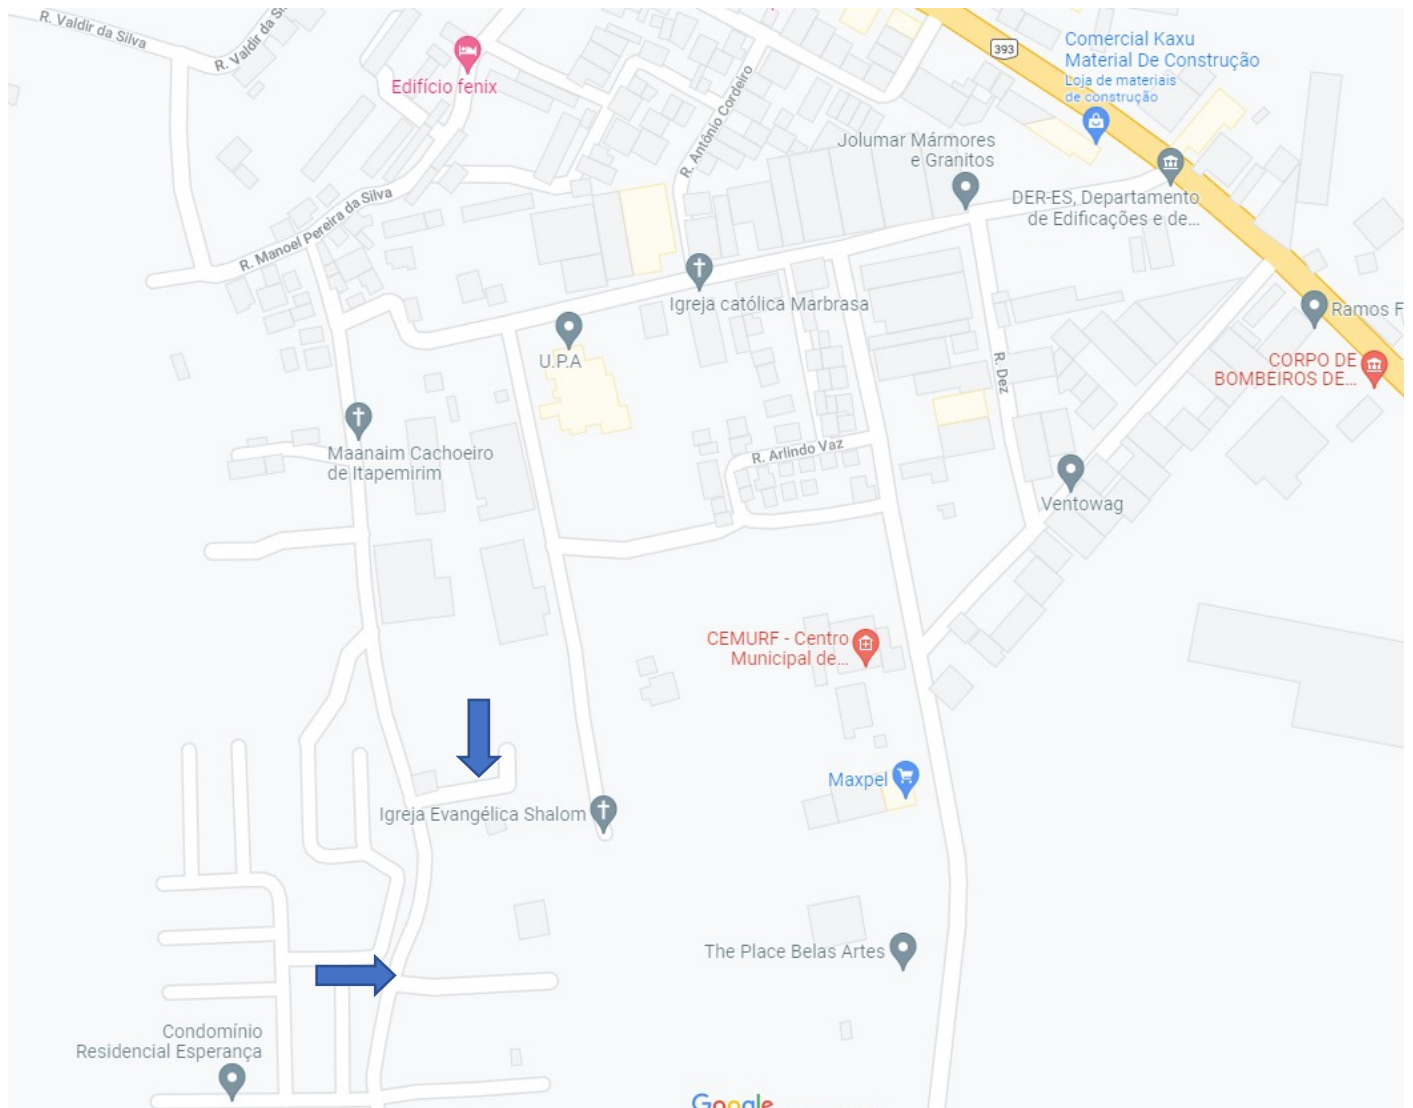 R. Valdir da Silva
R. Valdir da Si
393
Comercial Kaxu
Material De Construção
Loja de materiais
de construção
Edifício fenix
R. Antônio Cordeiro
Jolumar Mármores
e Granitos
DER-ES, Departamento
de Edificações e de...
R. Manoel Pereira da Silva
Igreja católica Marbrasa
Ramos F
U.P.A
R. Dez
CORPO DE
BOMBEIROS DE...
Maanaim Cachoeiro
de Itapemirim
R. Arlindo Vaz
Ventowag
CEMURF - Centro
Municipal de...
Maxpel
Igreja Evangélica Shalom
The Place Belas Artes
Condomínio
Residencial Esperança
Google